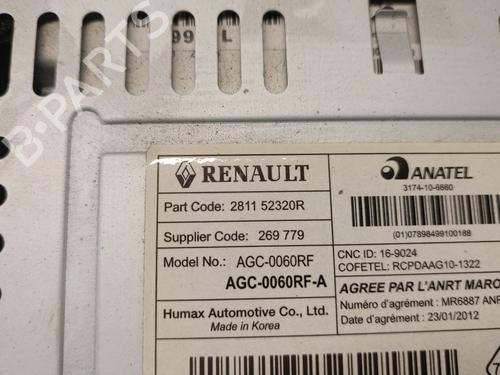 99 L
B-PARTS
RENAULT
Part Code: 2811 52320R
Supplier Code: 269 779
Model No.: AGC-0060RF
AGC-0060RF-A
Humax Automotive Co., Ltd.
Made in Korea
ANATEL
3174-10-6660
(01)07898499100188
CNC ID: 16-9024
COFETEL: RCPDAAG10-1322
AGREE PAR L'ANRT MARO
Numéro d'agrément: MR6887 ANR
Date d'agrément: 23/01/2012